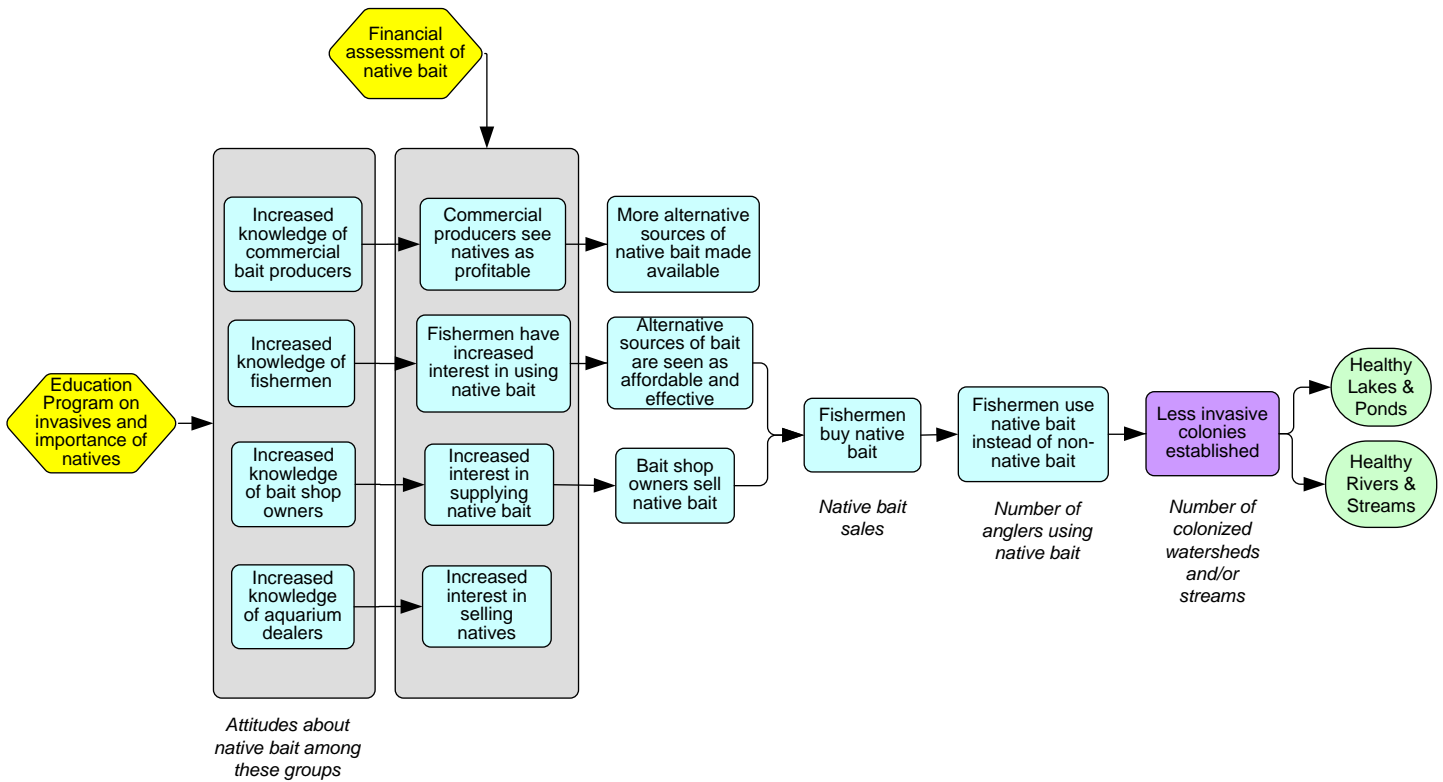 Financial
assessment of
native bait
Increased
knowledge of
commercial
bait producers
Commercial
producers see
natives as
profitable
More alternative
sources of
native bait made
available
Increased
knowledge of
fishermen
Fishermen have
increased
interest in using
native bait
Alternative
sources of bait
are seen as
affordable and
effective
Education
Program on
invasives and
importance of
natives
Increased
knowledge
of bait shop
owners
Increased
interest in
supplying
native bait
Bait shop
owners sell
native bait
Fishermen
buy native
bait
Fishermen use
native bait
instead of non-
native bait
Less invasive
colonies
established
Healthy
Lakes &
Ponds
Healthy
Rivers &
Streams
Native bait
sales
Number of
anglers using
native bait
Number of
colonized
watersheds
and/or
streams
Increased
knowledge
of aquarium
dealers
Increased
interest in
selling
natives
Attitudes about
native bait among
these groups